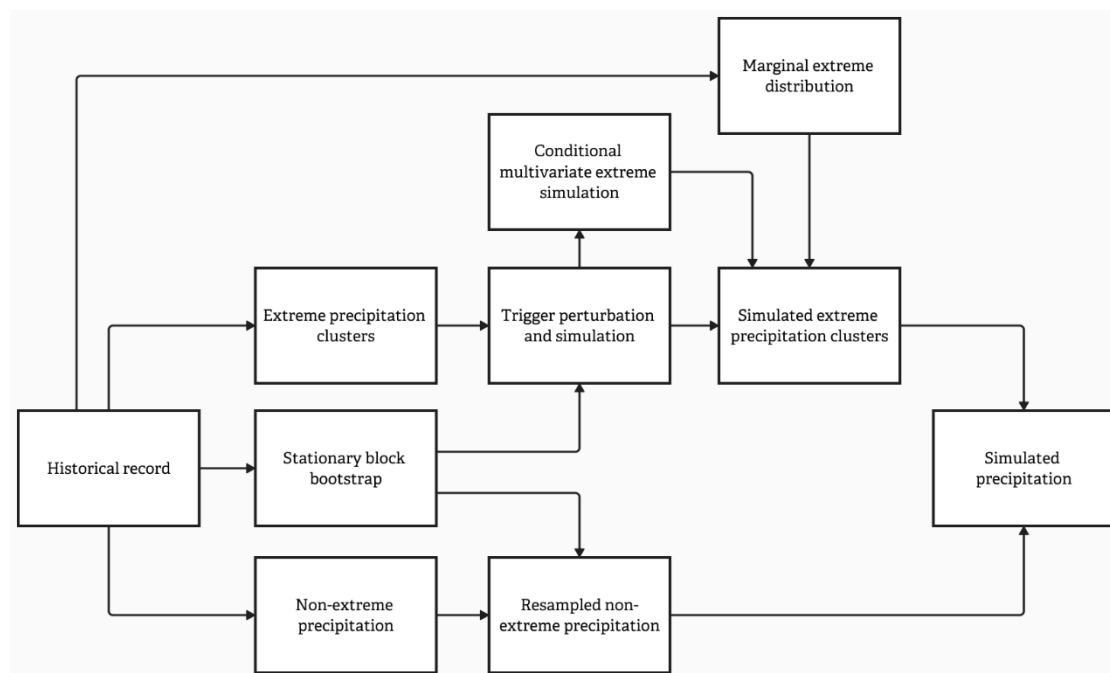 Marginal extreme
distribution
Conditional
multivariate extreme
simulation
Extreme precipitation
clusters
Trigger perturbation
and simulation
Simulated extreme
precipitation clusters
Historical record
Stationary block
bootstrap
Simulated
precipitation
Non-extreme
precipitation
Resampled non-
extreme precipitation